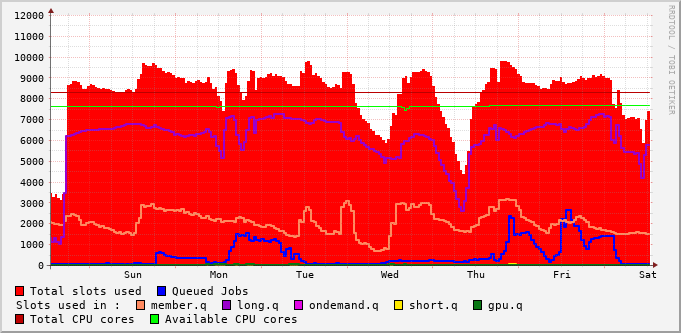 12000
11000
10000
9000
8000
7000
6000
5000
4000
3000
2000
1000
0
Sun Mon Tue Wed Thu Fri Sat
Total slots used Queued Jobs
Slots used in : member.q long.q ondemand.q short.q gpu.q
Total CPU cores Available CPU cores
RRDTOOL / TOBI OETIKER